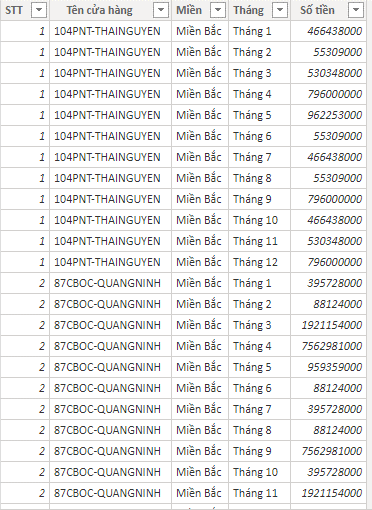 STT Tên cửa hàng Miền Tháng Số tiền
1 104PNT-THAINGUYEN Miền Bắc Tháng 1 466438000
1 104PNT-THAINGUYEN Miền Bắc Tháng 2 55309000
1 104PNT-THAINGUYEN Miền Bắc Tháng 3 530348000
1 104PNT-THAINGUYEN Miền Bắc Tháng 4 796000000
1 104PNT-THAINGUYEN Miền Bắc Tháng 5 962253000
1 104PNT-THAINGUYEN Miền Bắc Tháng 6 55309000
1 104PNT-THAINGUYEN Miền Bắc Tháng 7 466438000
1 104PNT-THAINGUYEN Miền Bắc Tháng 8 55309000
1 104PNT-THAINGUYEN Miền Bắc Tháng 9 796000000
1 104PNT-THAINGUYEN Miền Bắc Tháng 10 466438000
1 104PNT-THAINGUYEN Miền Bắc Tháng 11 530348000
1 104PNT-THAINGUYEN Miền Bắc Tháng 12 796000000
2 87CBOC-QUANGNINH Miền Bắc Tháng 1 395728000
2 87CBOC-QUANGNINH Miền Bắc Tháng 2 88124000
2 87CBOC-QUANGNINH Miền Bắc Tháng 3 1921154000
2 87CBOC-QUANGNINH Miền Bắc Tháng 4 7562981000
2 87CBOC-QUANGNINH Miền Bắc Tháng 5 959359000
2 87CBOC-QUANGNINH Miền Bắc Tháng 6 88124000
2 87CBOC-QUANGNINH Miền Bắc Tháng 7 395728000
2 87CBOC-QUANGNINH Miền Bắc Tháng 8 88124000
2 87CBOC-QUANGNINH Miền Bắc Tháng 9 7562981000
2 87CBOC-QUANGNINH Miền Bắc Tháng 10 395728000
2 87CBOC-QUANGNINH Miền Bắc Tháng 11 1921154000